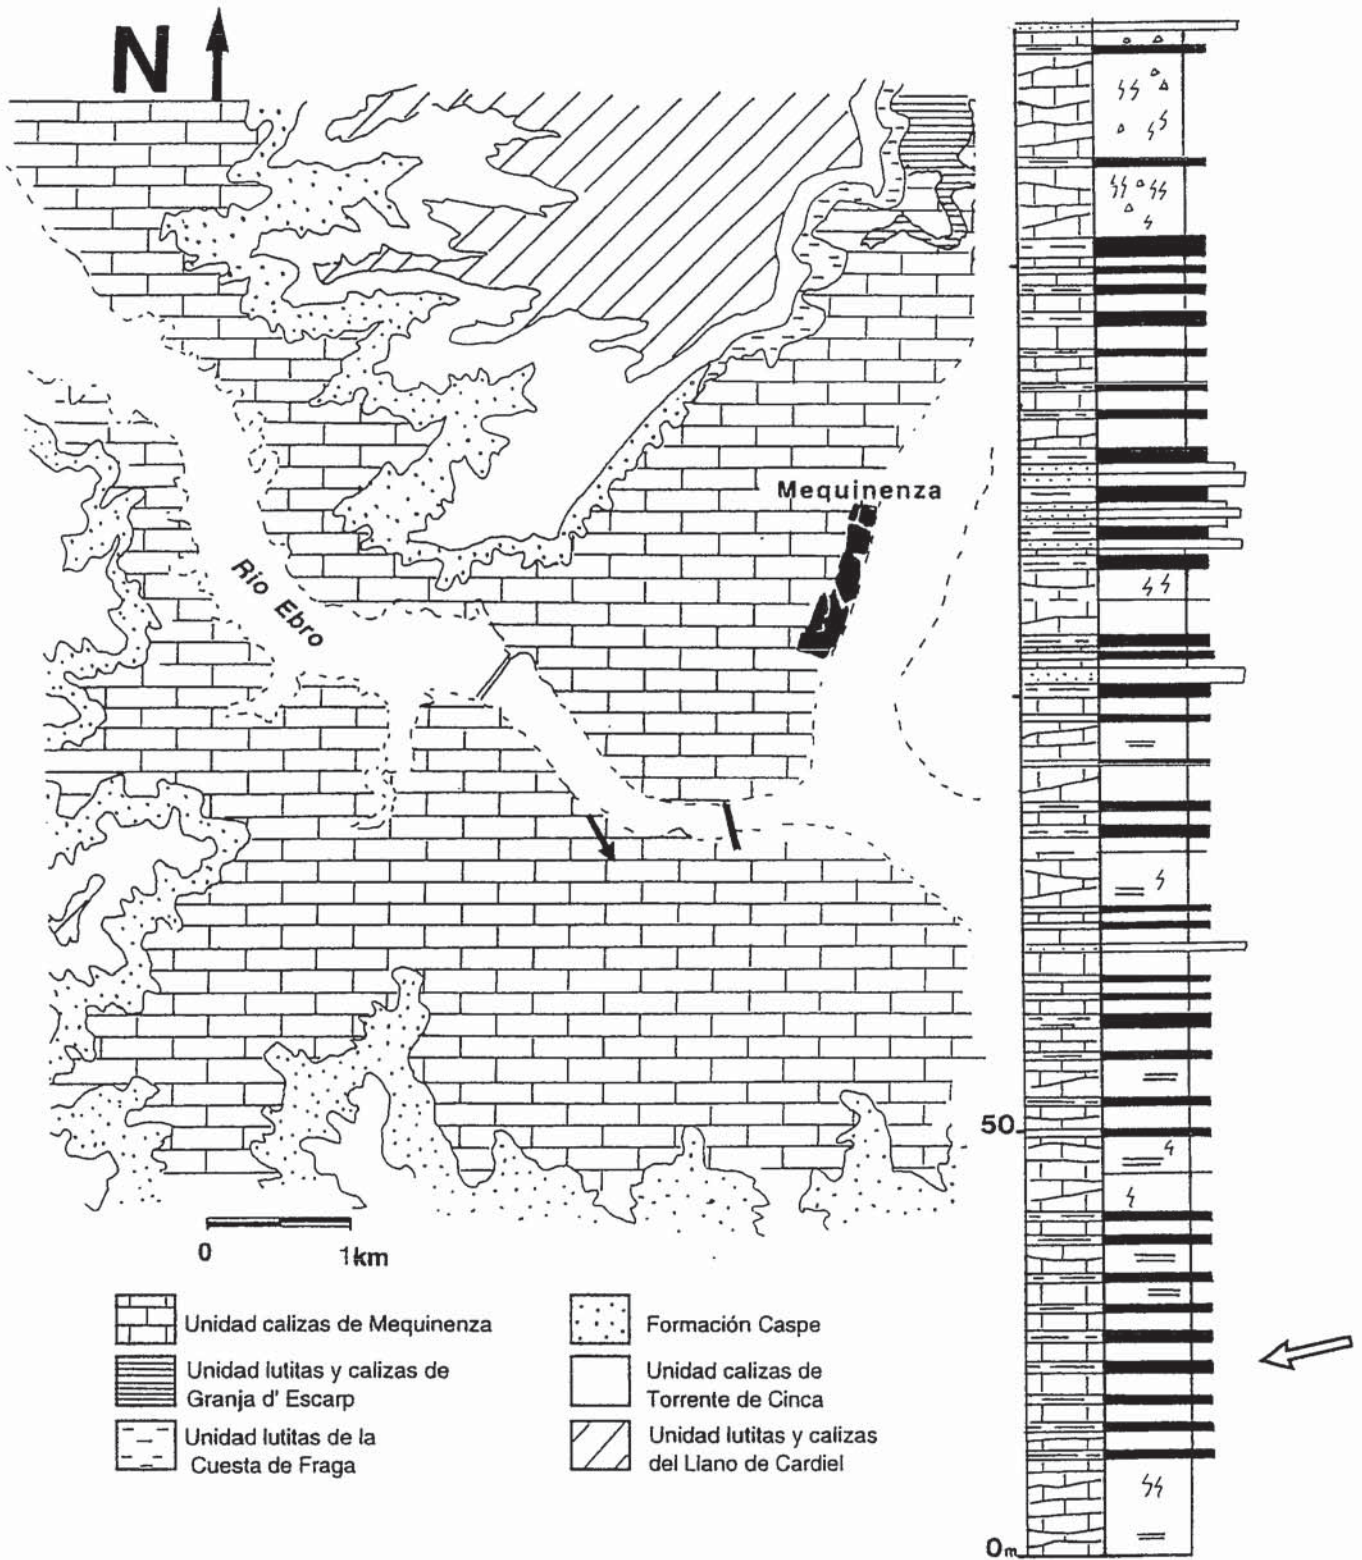 N
Mequinenza
Rio Ebro
50
0 1km
0m
Unidad calizas de Mequinenza
Unidad lutitas y calizas de
Granja d' Escarp
Unidad lutitas de la
Cuesta de Fraga
Formación Caspe
Unidad calizas de
Torrente de Cinca
Unidad lutitas y calizas
del Llano de Cardiel